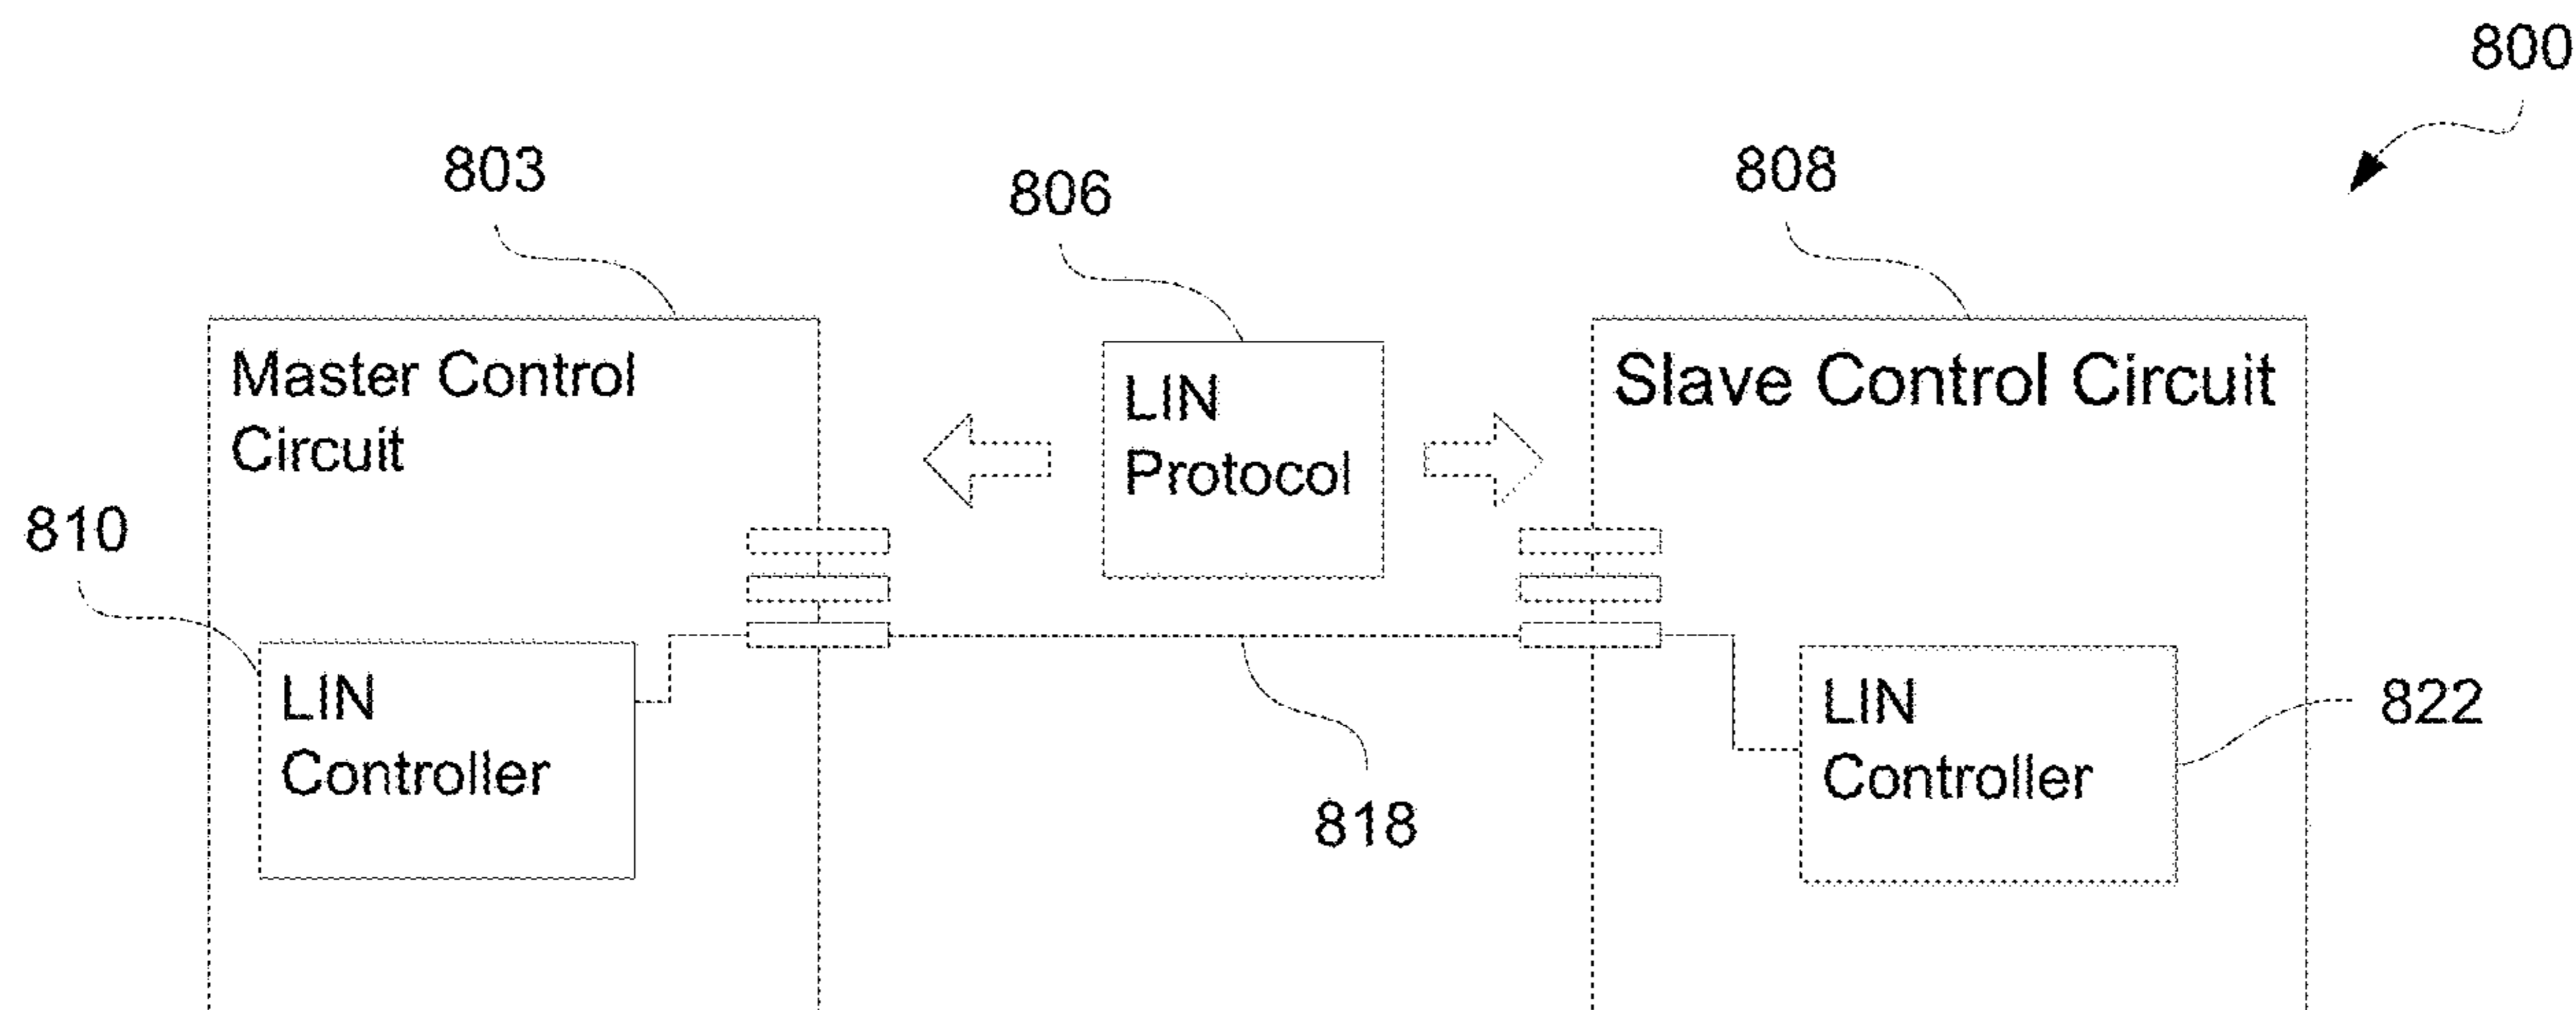 800
803
806
808
Master Control
Circuit
LIN
Protocol
Slave Control Circuit
810
LIN
Controller
818
LIN
Controller
822